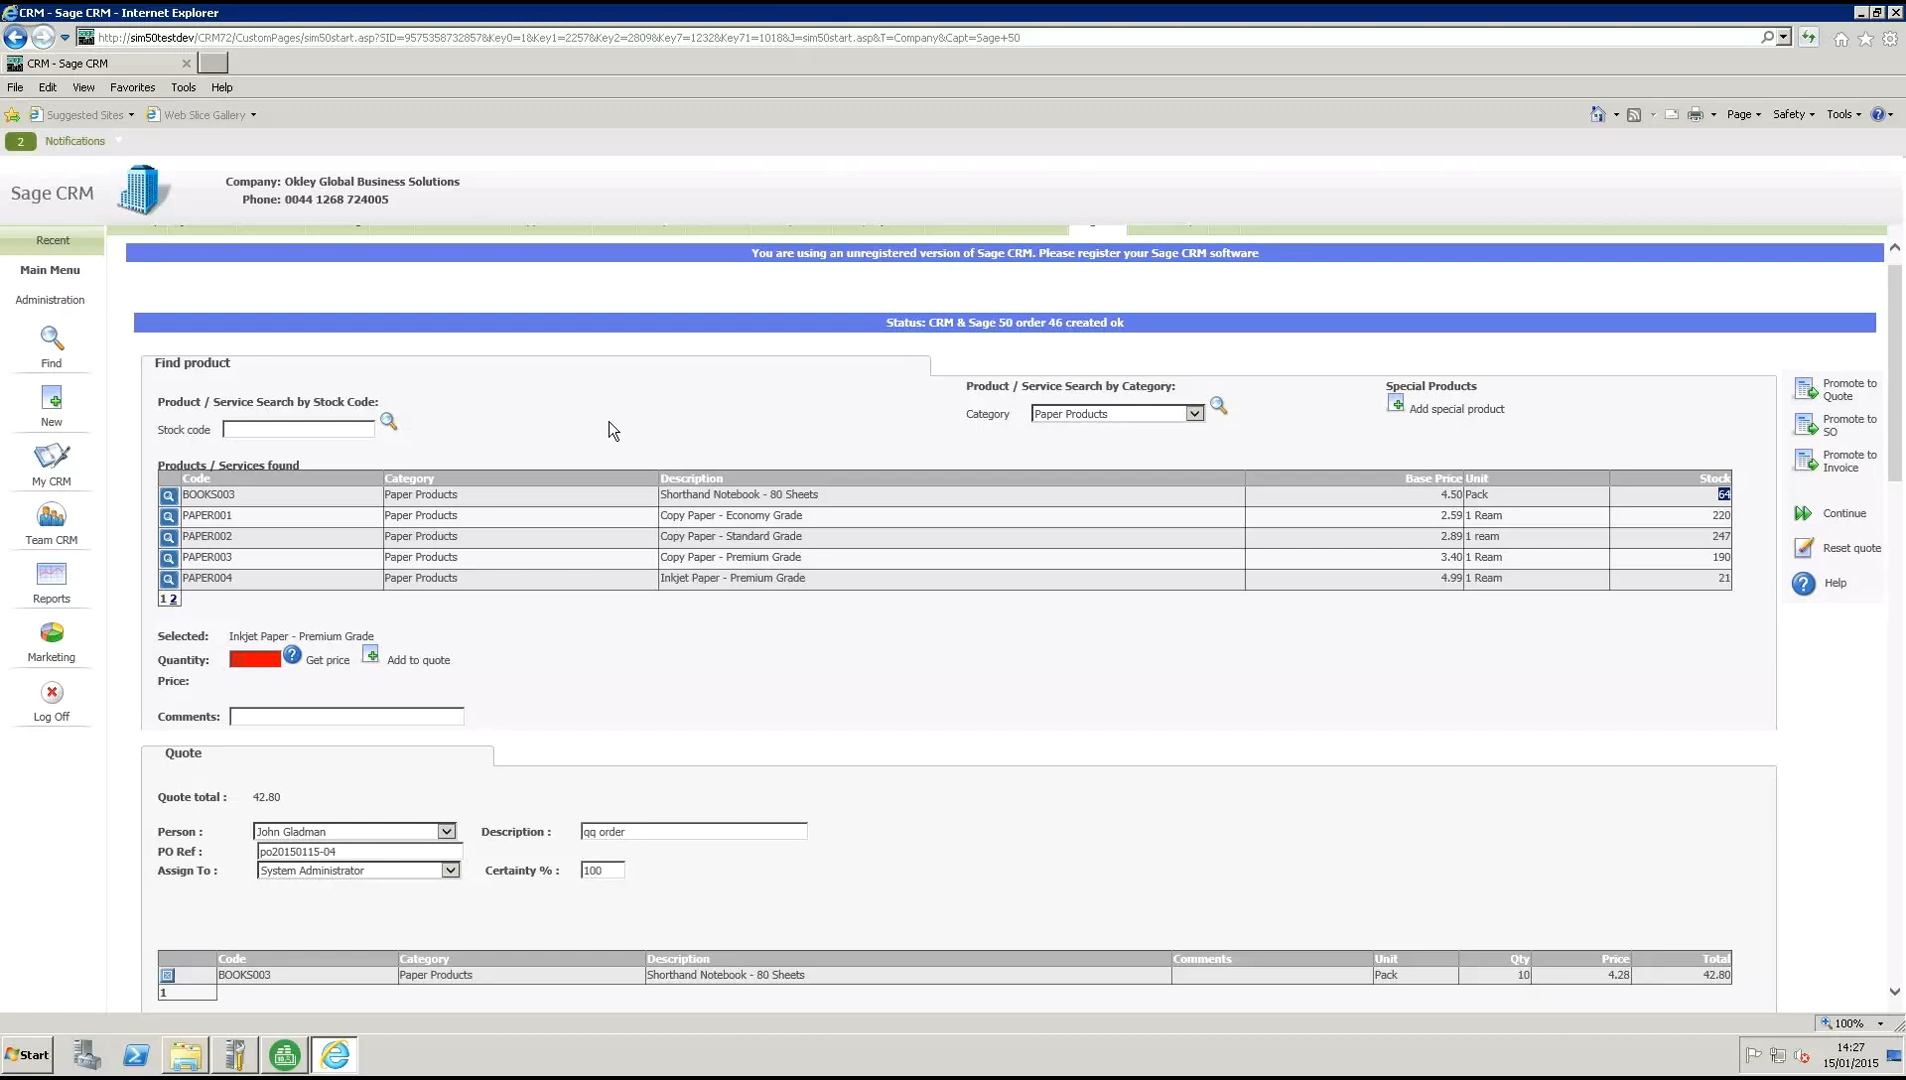 CRM - Sage CRM - Internet Explorer
http://sim50testdev/CRM72/CustomPages/sim50start.asp?SID=95753587328578&Key0=1&Key1=2257&Key2=2809&Key7=1232&Key71=1018&J=sim50start.asp&T=Company&Capt=Sage+50
CRM - Sage CRM
File Edit View Favorites Tools Help
Suggested Sites Web Slice Gallery
Page Safety Tools
2 Notifications
Sage CRM
Company: Okley Global Business Solutions
Phone: 0044 1268 724005
Recent
Main Menu
Administration
Find
New
My CRM
Team CRM
Reports
Marketing
Log Off
You are using an unregistered version of Sage CRM. Please register your Sage CRM software
Status: CRM & Sage 50 order 46 created ok
Find product
Product / Service Search by Stock Code:
Stock code
Product / Service Search by Category:
Category Paper Products
Special Products
Add special product
Products / Services found
Code Category Description Base Price Unit Stock
BOOKS003 Paper Products Shorthand Notebook - 80 Sheets 4.50 Pack 64
PAPER001 Paper Products Copy Paper - Economy Grade 2.59 1 Ream 220
PAPER002 Paper Products Copy Paper - Standard Grade 2.89 1 ream 247
PAPER003 Paper Products Copy Paper - Premium Grade 3.40 1 Ream 190
PAPER004 Paper Products Inkjet Paper - Premium Grade 4.99 1 Ream 21
1 2
Selected: Inkjet Paper - Premium Grade
Quantity: Get price Add to quote
Price:
Comments:
Promote to
Quote
Promote to
SO
Promote to
Invoice
Continue
Reset quote
Help
Quote
Quote total : 42.80
Person : John Gladman Description : qq order
PO Ref : po20150115-04
Assign To : System Administrator Certainty % : 100
Code Category Description Comments Unit Qty Price Total
BOOKS003 Paper Products Shorthand Notebook - 80 Sheets Pack 10 4.28 42.80
1
100%
Start
14:27
15/01/2015